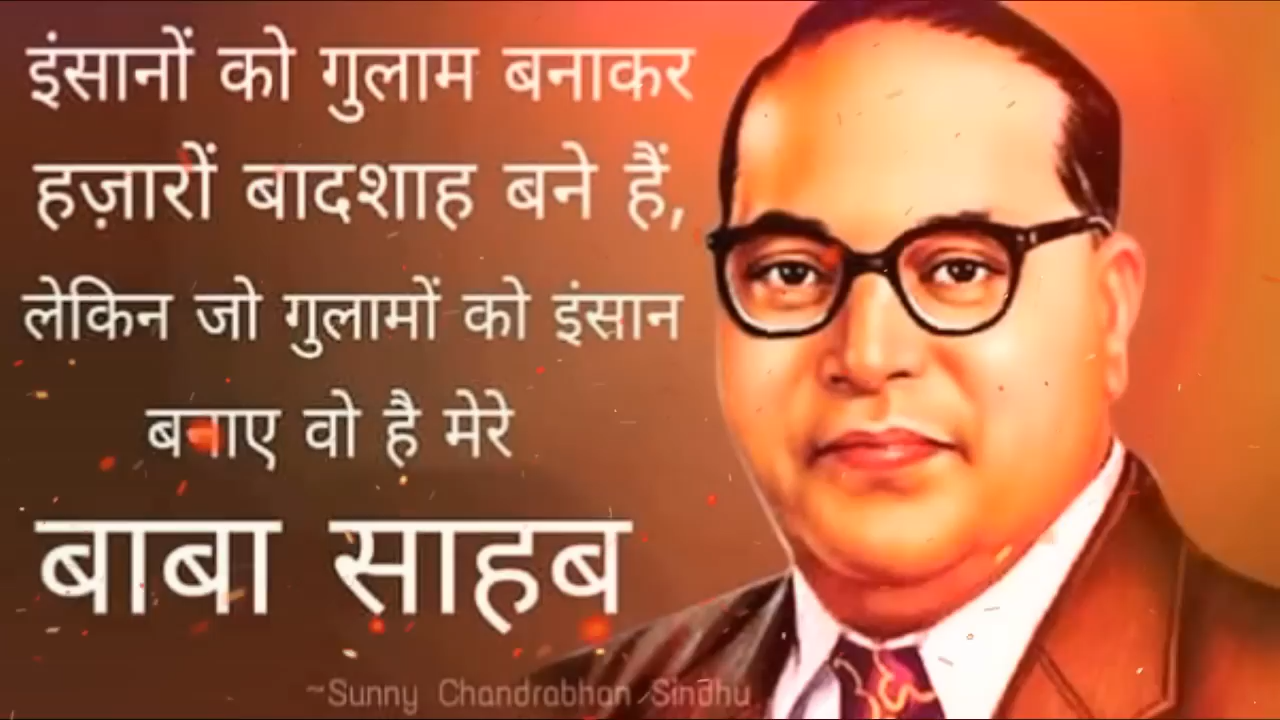 इंसानों को गुलाम बनाकर
हज़ारों बादशाह बने हैं,
लेकिन जो गुलामों को इंसान
बनाए वो है मेरे
बाबा साहब
~Sunny Chandrabhan Sindhu